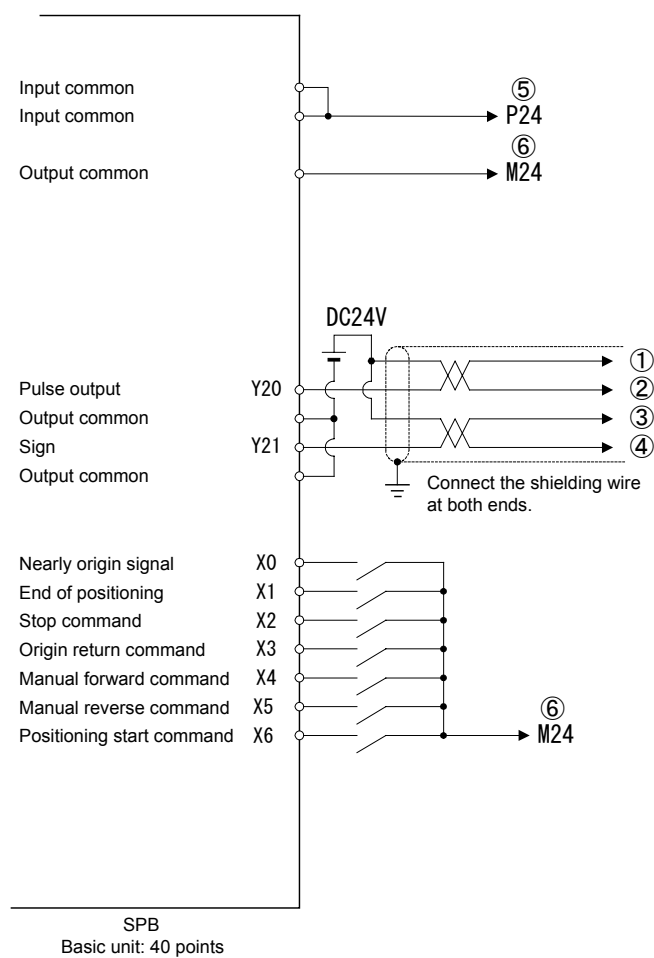 Input common
⑤
Input common
P24
⑥
Output common
M24
DC24V
①
Pulse output Y20
②
Output common
③
Sign Y21
④
Output common
Connect the shielding wire
at both ends.
Nearly origin signal X0
End of positioning X1
Stop command X2
Origin return command X3
Manual forward command X4
Manual reverse command X5
⑥
Positioning start command X6
M24
SPB
Basic unit: 40 points